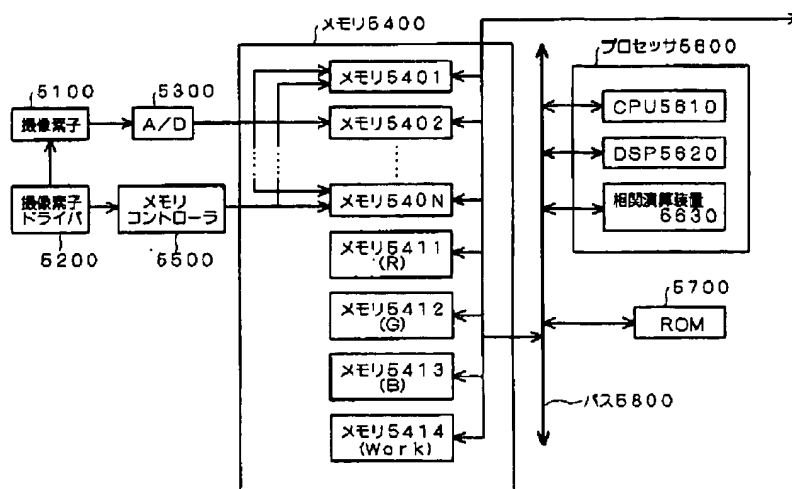 メモリ5400
プロセッサ5600
5100
5300
撮像素子
A/D
メモリ5401
メモリ5402
CPU5610
DSP5620
相関演算装置
5630
撮像素子
ドライバ
メモリ
コントローラ
メモリ540N
5200
5500
メモリ5411
(R)
メモリ5412
(G)
メモリ5413
(B)
メモリ5414
(Work)
5700
ROM
バス5800